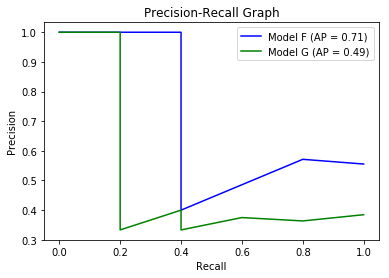 Precision-Recall Graph
Model F (AP = 0.71)
Model G (AP = 0.49)
Precision
1.0
0.9
0.8
0.7
0.6
0.5
0.4
0.3
0.0 0.2 0.4 0.6 0.8 1.0
Recall